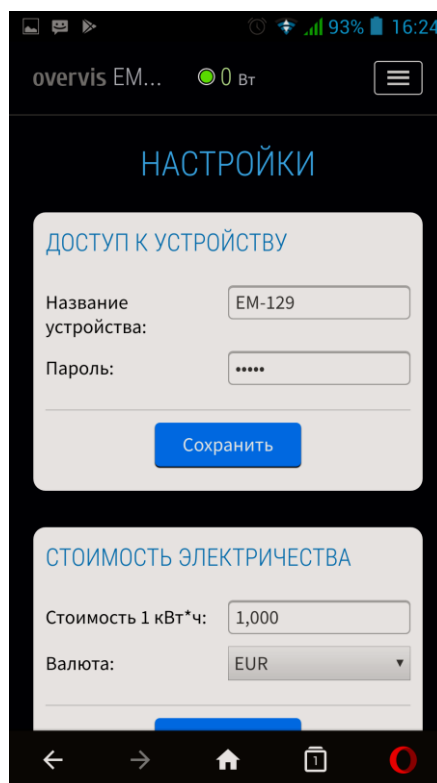 93% 16:24
overvis EM... 0 Вт
НАСТРОЙКИ
ДОСТУП К УСТРОЙСТВУ
Название
устройства:
EM-129
Пароль: •••••
Сохранить
СТОИМОСТЬ ЭЛЕКТРИЧЕСТВА
Стоимость 1 кВт*ч: 1,000
Валюта: EUR
1